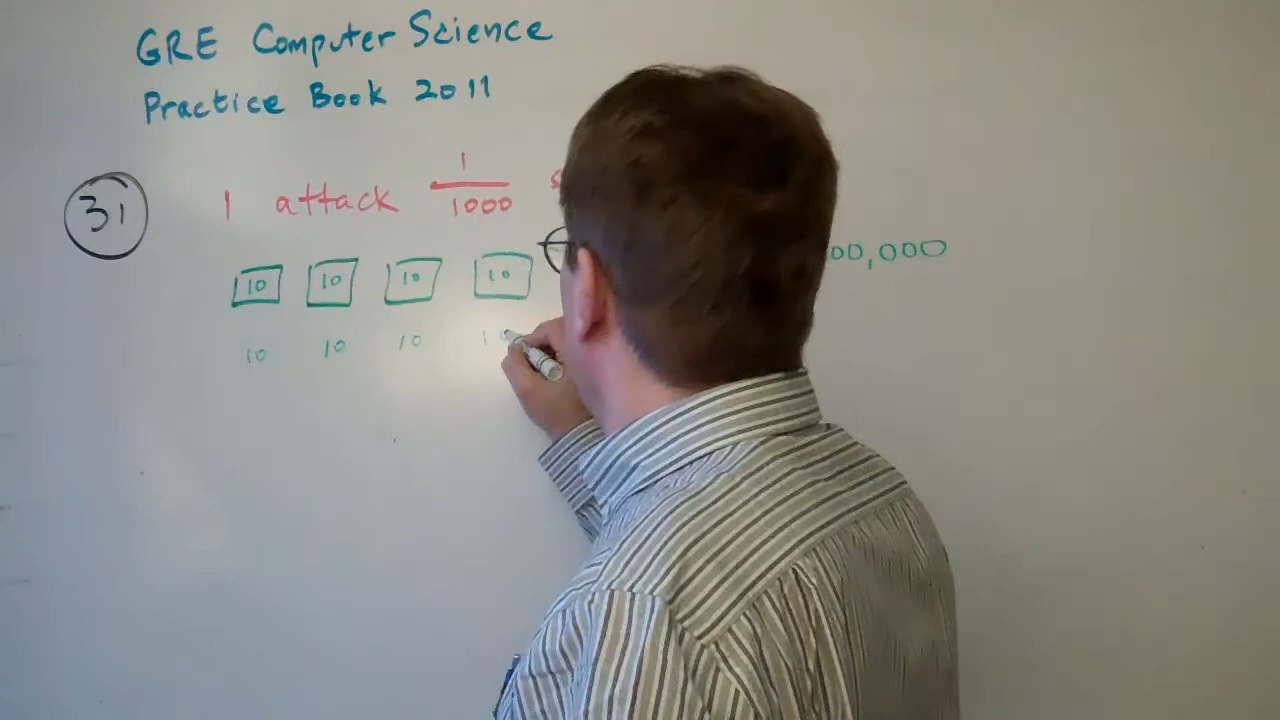 GRE Computer Science
Practice Book 2011
31
1 attack 1/1000
10 10 10 10 00,000
10 10 10 10